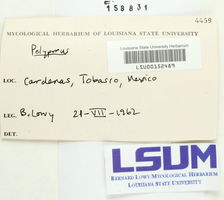 158831
4459
MYCOLOGICAL HERBARIUM OF LOUISIANA STATE UNIVERSITY
Polyporus
Louisiana State University Herbarium
LSU00152489
LOC. Cardenas, Tabasco, Mexico
LEG. B. Lowy 21-VII-1962
DET.
LSUM
BERNARD LOWY MYCOLOGICAL HERBARIUM
LOUISIANA STATE UNIVERSITY